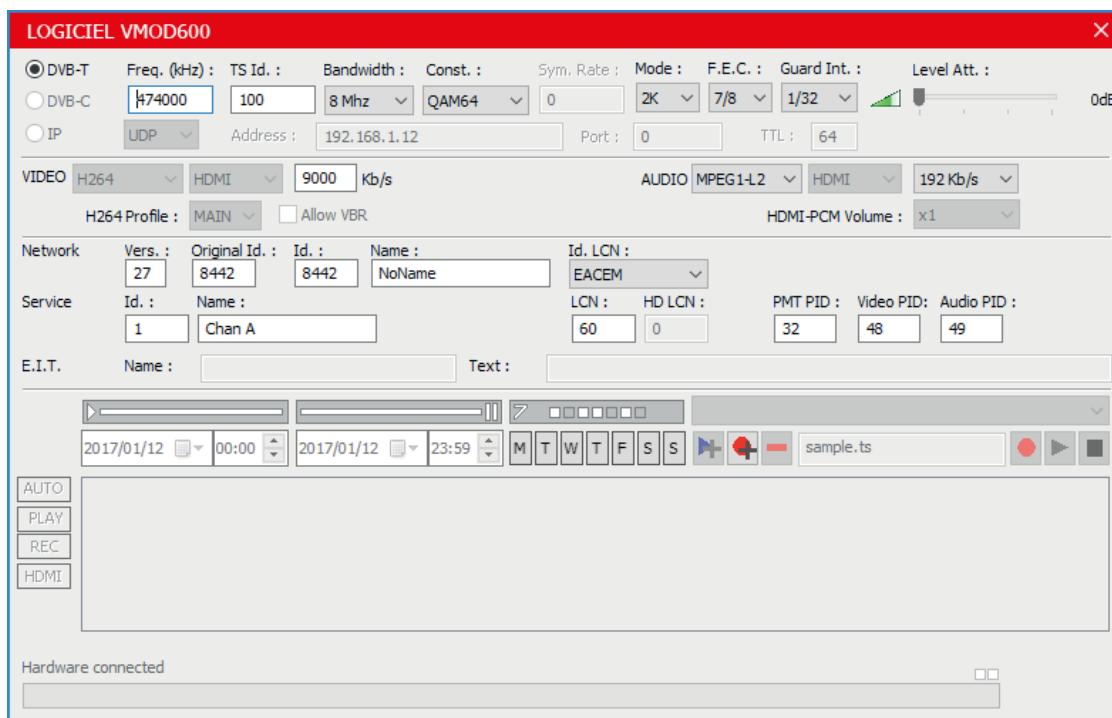 LOGICIEL VMOD600
DVB-T Freq. (kHz) : TS Id. : Bandwidth : Const. : Sym. Rate : Mode : F.E.C. : Guard Int. : Level Att. :
DVB-C 474000 100 8 Mhz QAM64 0 2K 7/8 1/32 0dB
IP UDP Address : 192.168.1.12 Port : 0 TTL : 64
VIDEO H264 HDMI 9000 Kb/s AUDIO MPEG1-L2 HDMI 192 Kb/s
H264 Profile : MAIN Allow VBR HDMI-PCM Volume : x1
Network Vers. : Original Id. : Id. : Name : Id. LCN :
27 8442 8442 NoName EACEM
Service Id. : Name : LCN : HD LCN : PMT PID : Video PID: Audio PID :
1 Chan A 60 0 32 48 49
E.I.T. Name : Text :
2017/01/12 00:00 2017/01/12 23:59 M T W T F S S sample.ts
AUTO
PLAY
REC
HDMI
Hardware connected